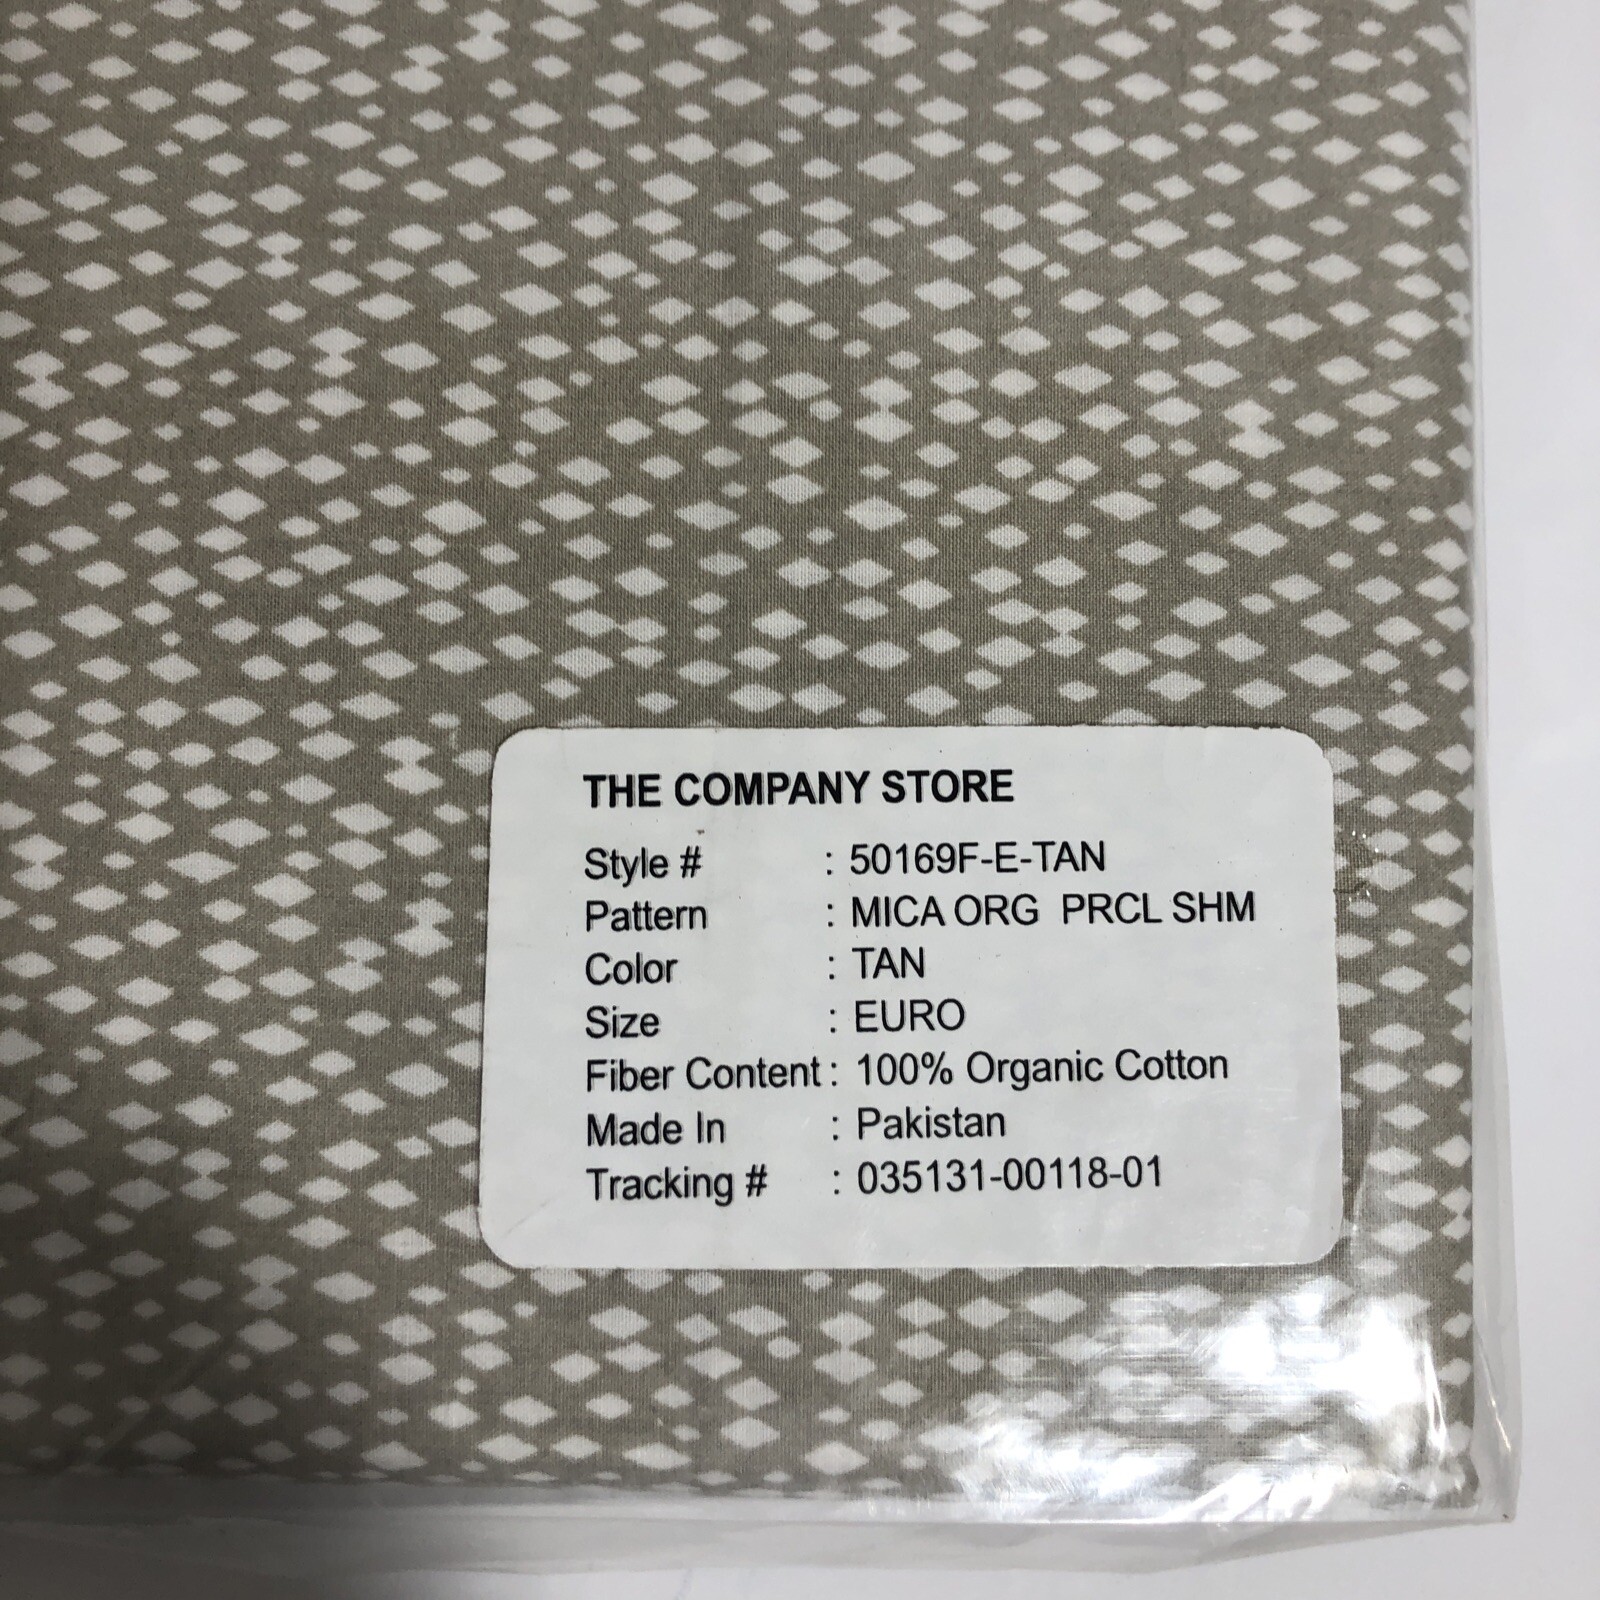 THE COMPANY STORE
Style # : 50169F-E-TAN
Pattern : MICA ORG PRCL SHM
Color : TAN
Size : EURO
Fiber Content : 100% Organic Cotton
Made In : Pakistan
Tracking # : 035131-00118-01